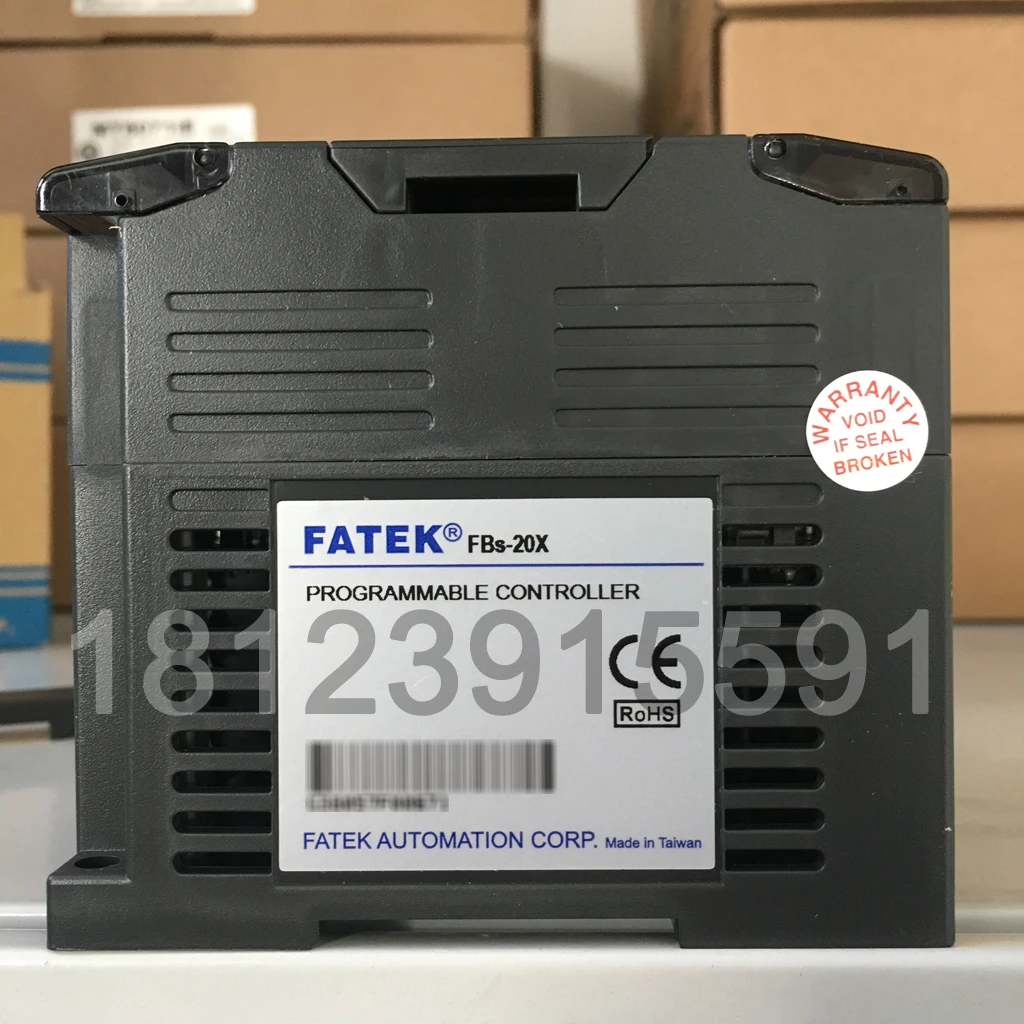 WARRANTY
VOID
IF SEAL
BROKEN
FATEK® FBs-20X
PROGRAMMABLE CONTROLLER
18123915591
CE
RoHS
FATEK AUTOMATION CORP. Made in Taiwan